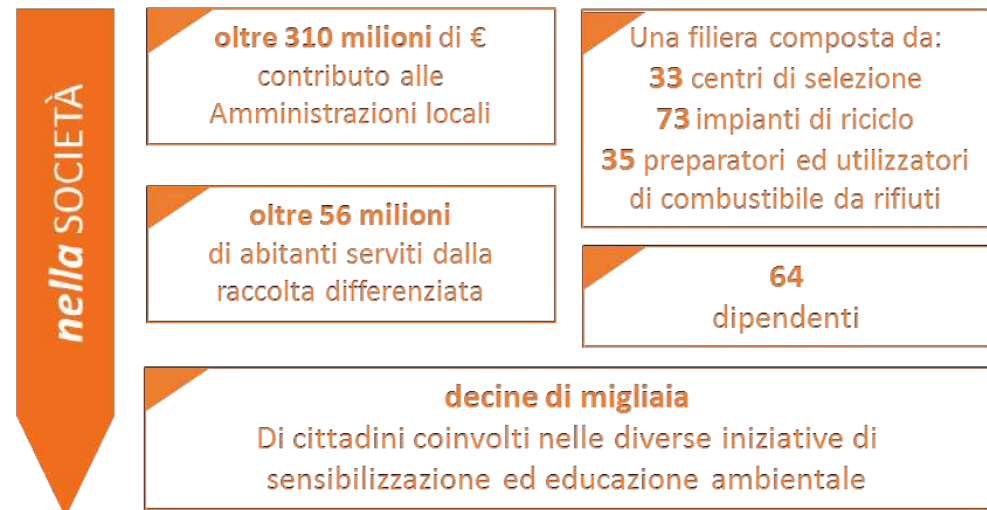 nella SOCIETÀ
oltre 310 milioni di €
contributo alle
Amministrazioni locali
oltre 56 milioni
di abitanti serviti dalla
raccolta differenziata
Una filiera composta da:
33 centri di selezione
73 impianti di riciclo
35 preparatori ed utilizzatori
di combustibile da rifiuti
64
dipendenti
decine di migliaia
Di cittadini coinvolti nelle diverse iniziative di
sensibilizzazione ed educazione ambientale